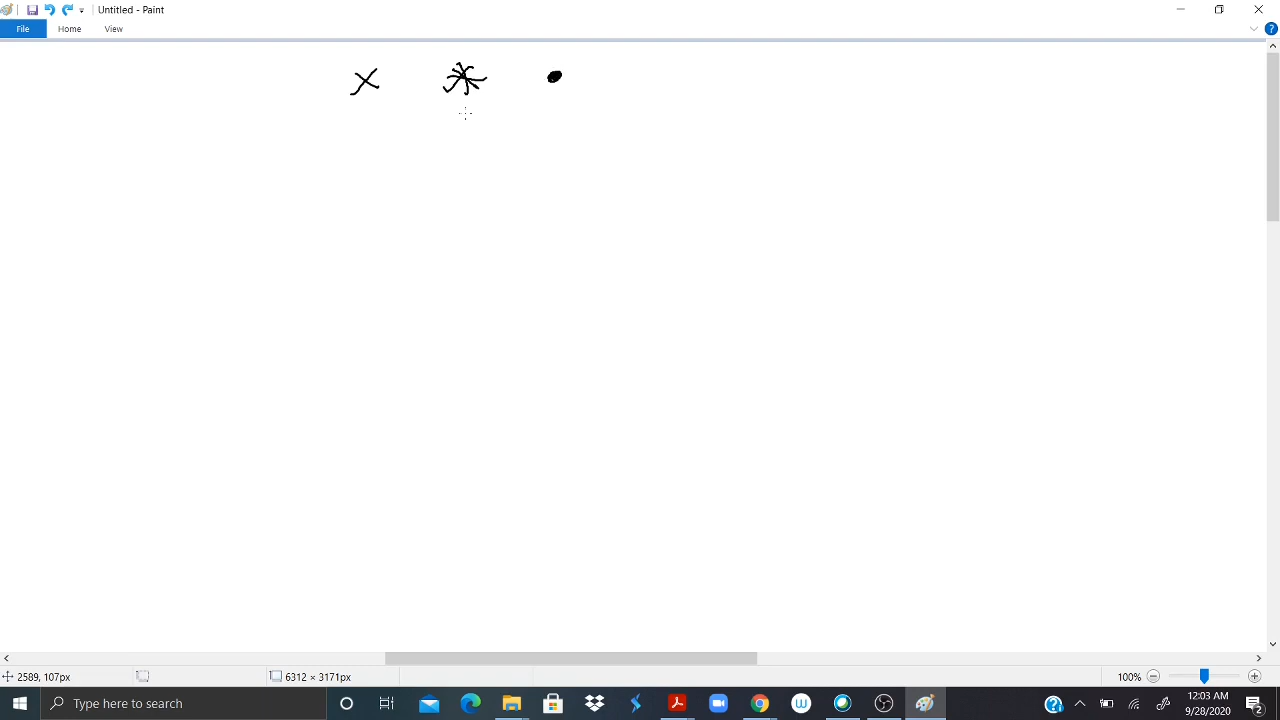 Untitled - Paint
File Home View
× * •
2589, 107px
6312 × 3171px
100%
Type here to search
12:03 AM
9/28/2020
2